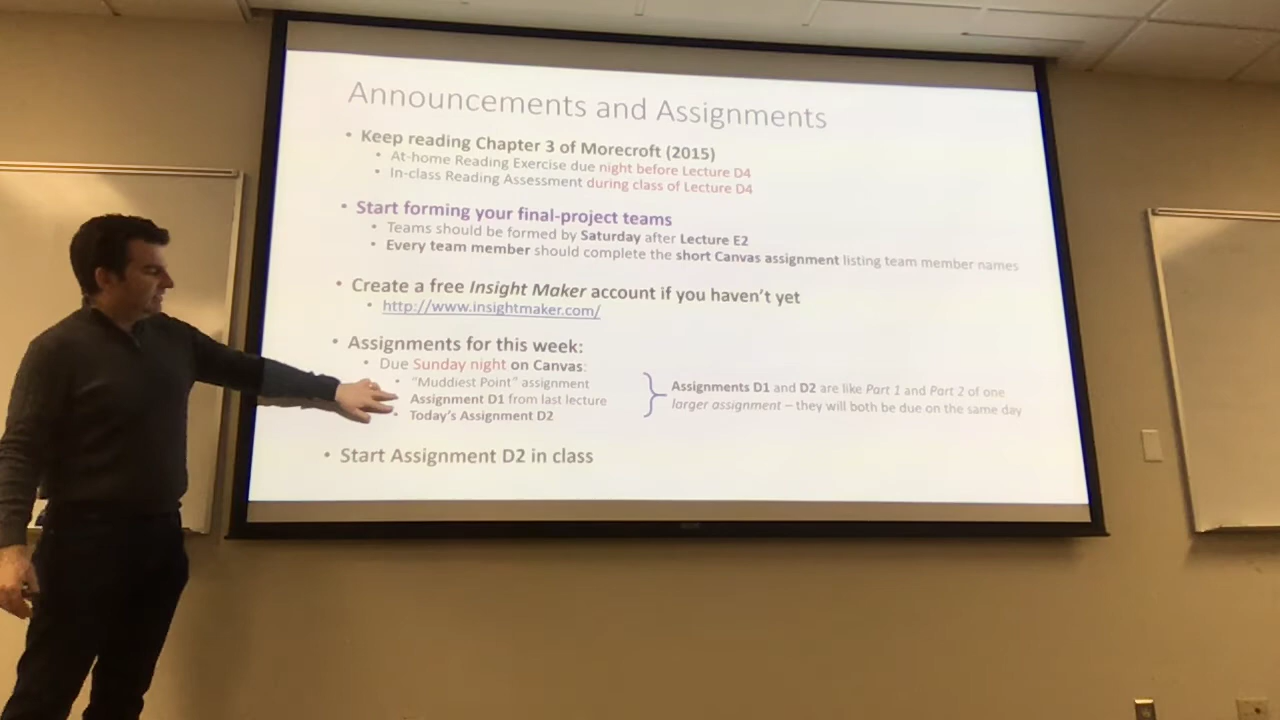 Announcements and Assignments
• Keep reading Chapter 3 of Morecroft (2015)
• At-home Reading Exercise due night before Lecture D4
• In-class Reading Assessment during class of Lecture D4
• Start forming your final-project teams
• Teams should be formed by Saturday after Lecture E2
• Every team member should complete the short Canvas assignment listing team member names
• Create a free Insight Maker account if you haven't yet
• http://www.insightmaker.com/
• Assignments for this week:
• Due Sunday night on Canvas:
• "Muddiest Point" assignment
Assignment D1 from last lecture
• Today's Assignment D2
Assignments D1 and D2 are like Part 1 and Part 2 of one
larger assignment – they will both be due on the same day
• Start Assignment D2 in class